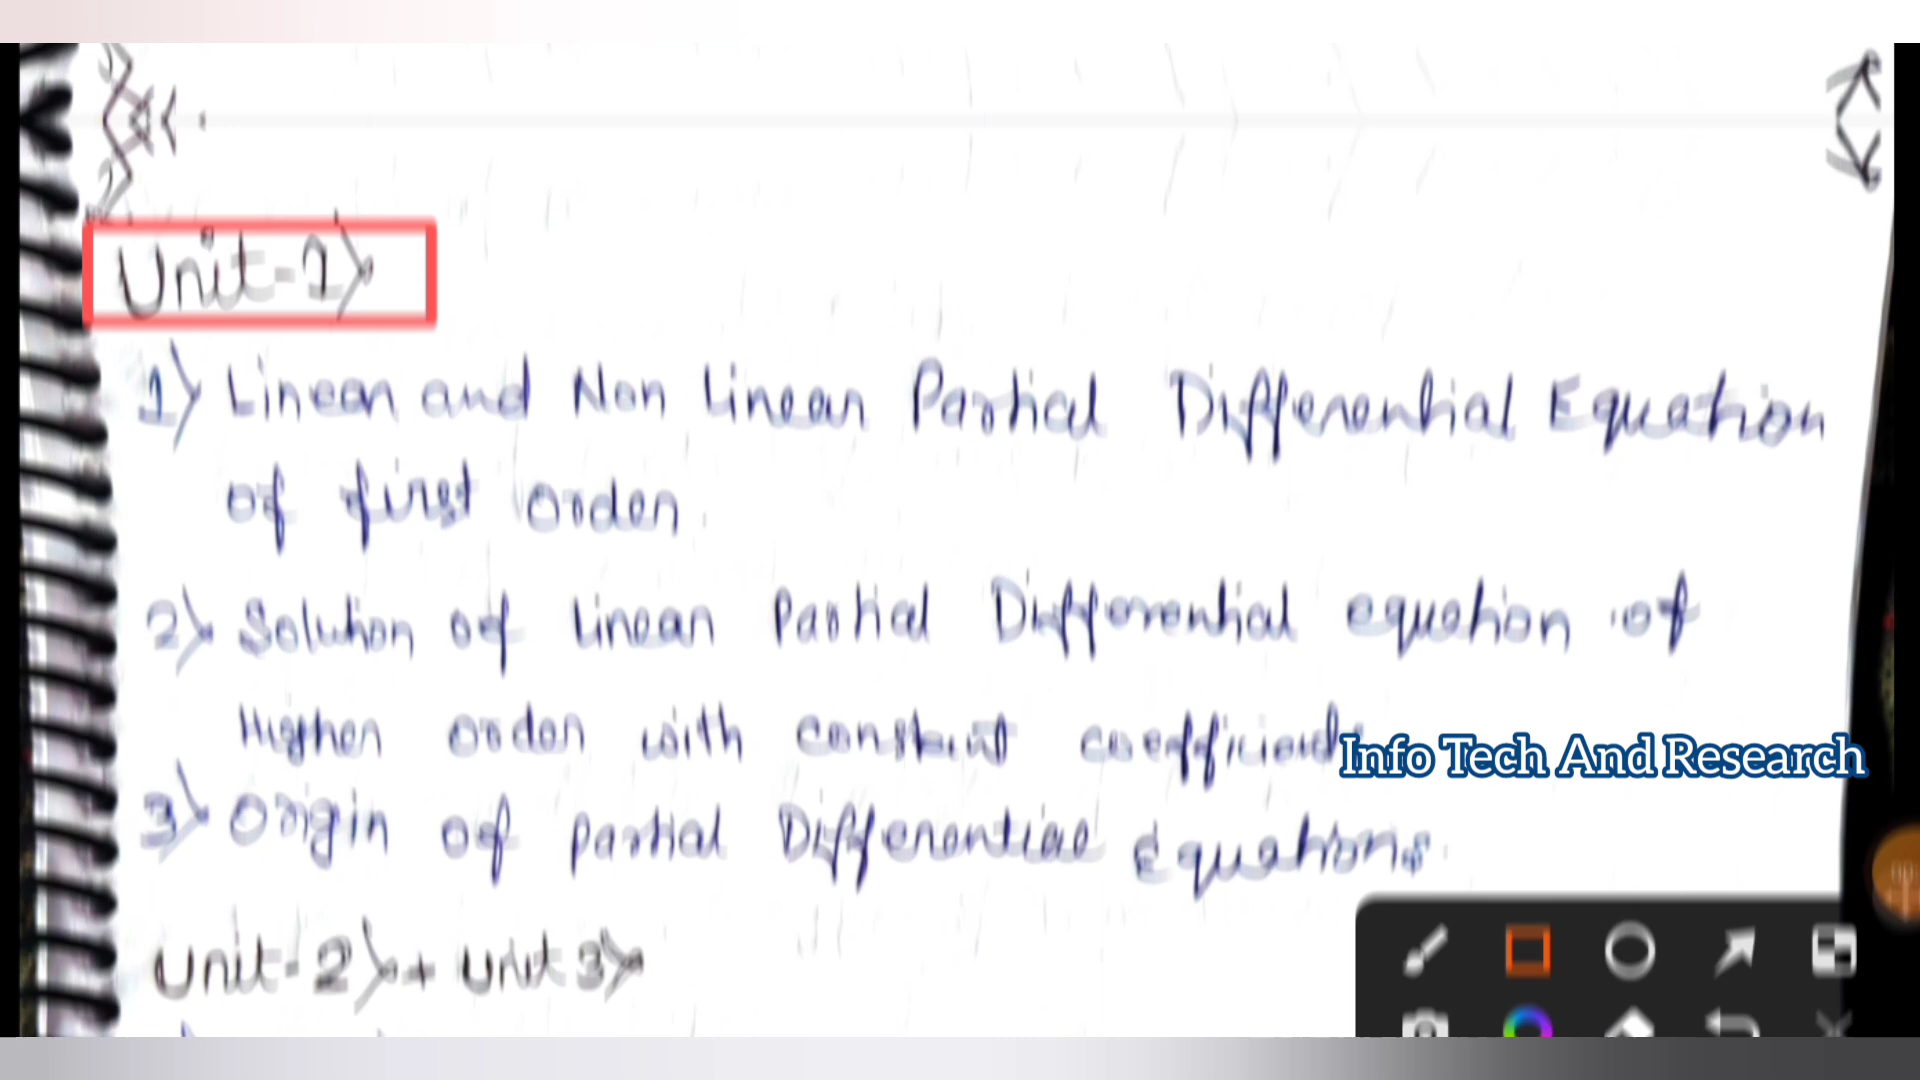 Unit-1
1) Linear and Non Linear Partial Differential Equation
of first order.
2) Solution of Linear Partial Differential equation of
Higher order with constant coefficients
Info Tech And Research
3) Origin of partial Differential Equations.
Unit-2 + Unit 3